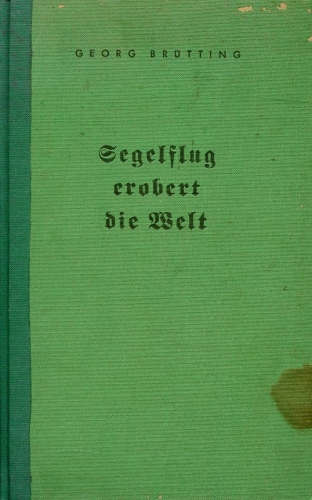 GEORG BRÜTTING
Segelflug
erobert
die Welt